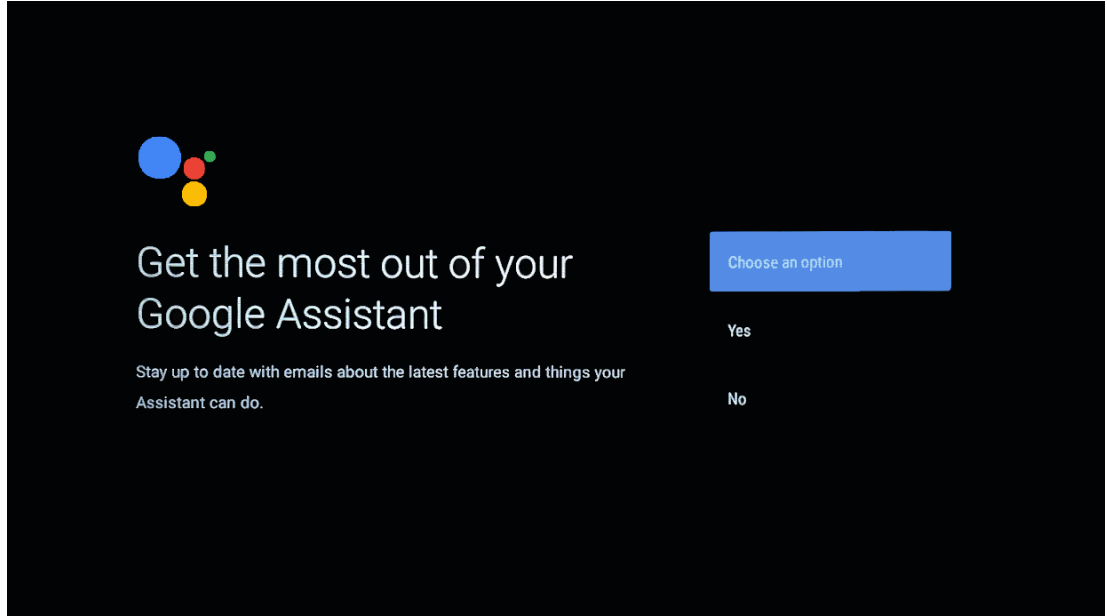 Get the most out of your
Google Assistant
Stay up to date with emails about the latest features and things your
Assistant can do.
Choose an option
Yes
No